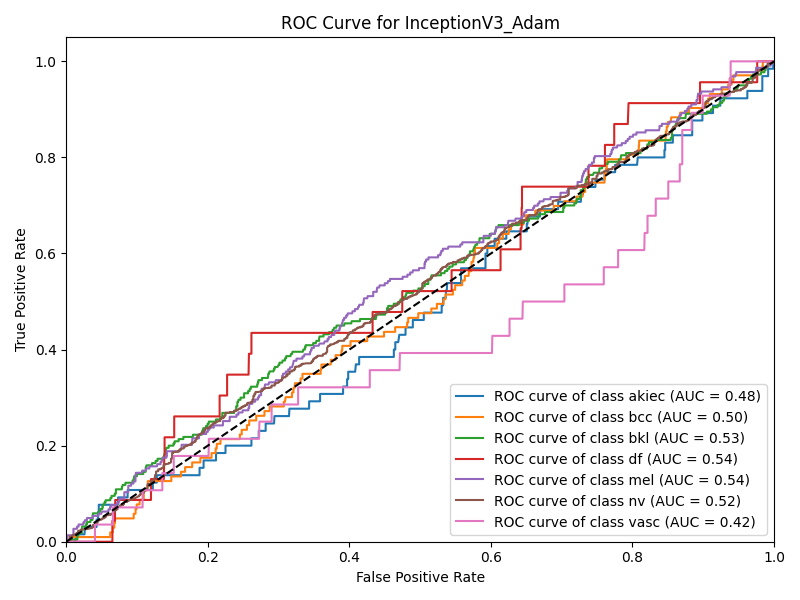 ROC Curve for InceptionV3_Adam
True Positive Rate
1.0
0.8
0.6
0.4
0.2
0.0
ROC curve of class akiec (AUC = 0.48)
ROC curve of class bcc (AUC = 0.50)
ROC curve of class bkl (AUC = 0.53)
ROC curve of class df (AUC = 0.54)
ROC curve of class mel (AUC = 0.54)
ROC curve of class nv (AUC = 0.52)
ROC curve of class vasc (AUC = 0.42)
0.0 0.2 0.4 0.6 0.8 1.0
False Positive Rate